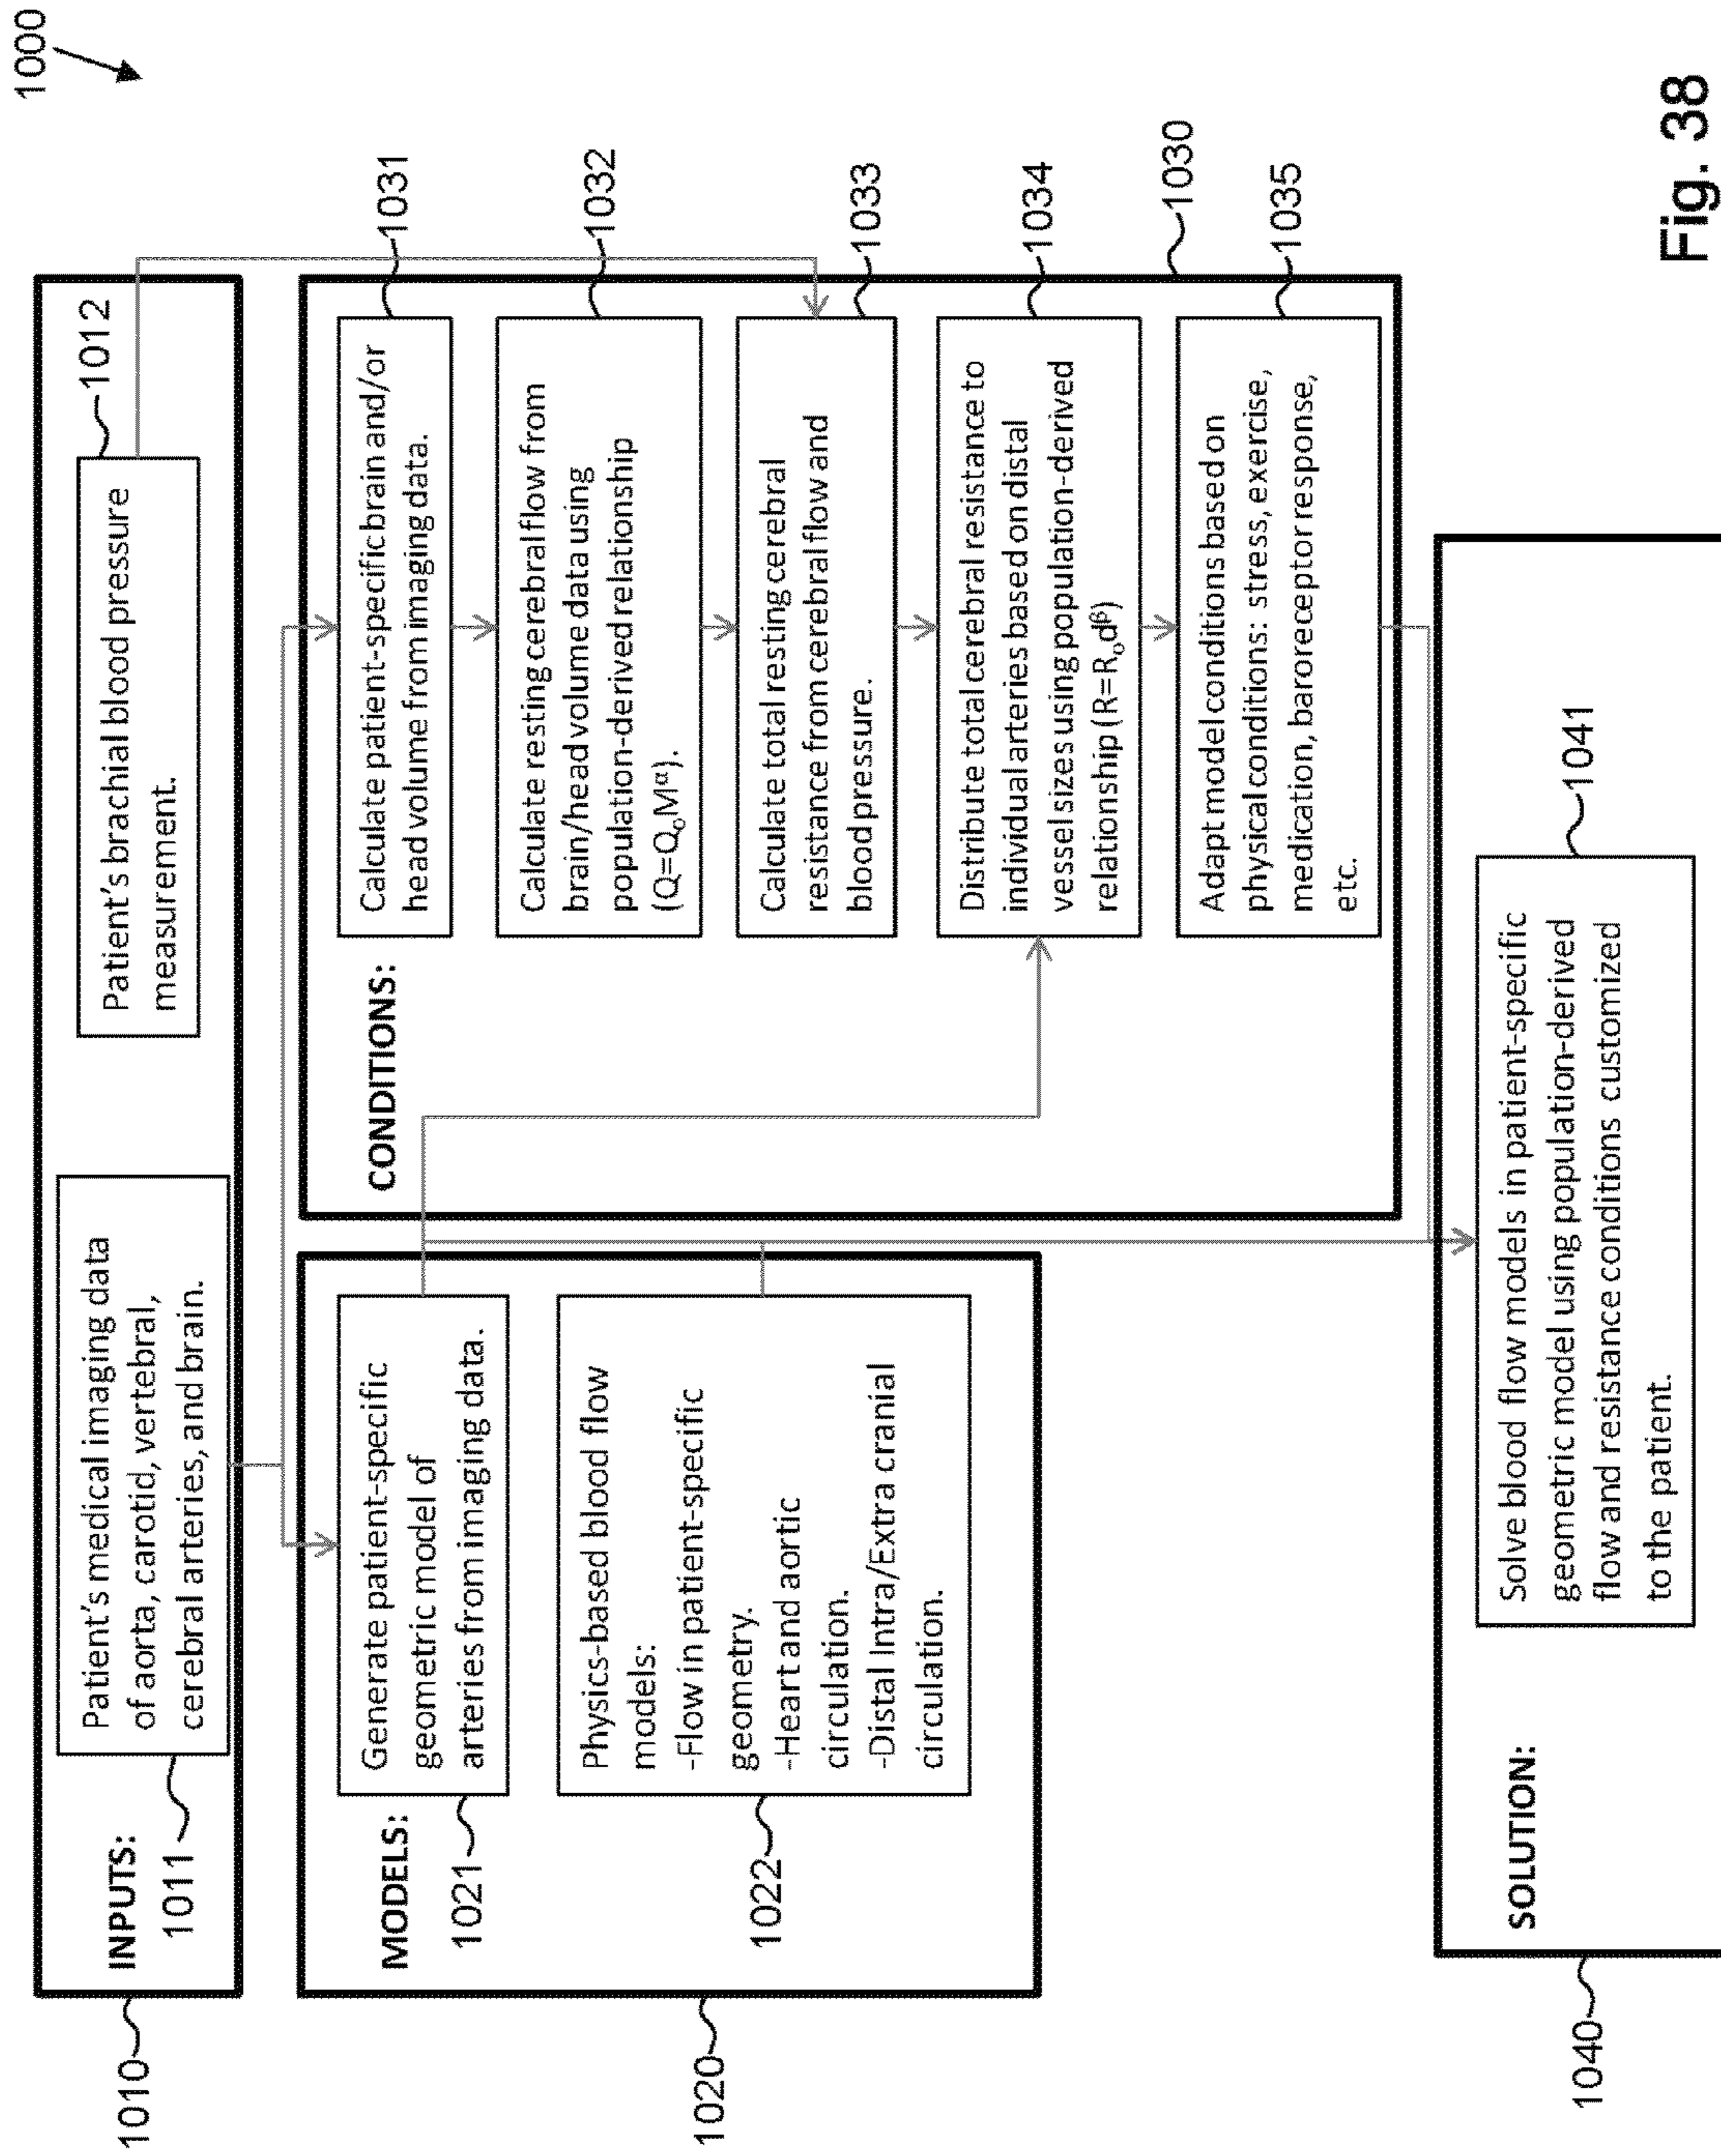 1000
1010
INPUTS:
1011
Patient's medical imaging data
of aorta, carotid, vertebral,
cerebral arteries, and brain.
1012
Patient's brachial blood pressure
measurement.
1020
MODELS:
1021
Generate patient-specific
geometric model of
arteries from imaging data.
1022
Physics-based blood flow
models:
-Flow in patient-specific
geometry.
-Heart and aortic
circulation.
-Distal Intra/Extra cranial
circulation.
CONDITIONS:
Calculate patient-specific brain and/or
head volume from imaging data.
1031
Calculate resting cerebral flow from
brain/head volume data using
population-derived relationship
(Q=QₒMᵅ).
1032
Calculate total resting cerebral
resistance from cerebral flow and
blood pressure.
1033
Distribute total cerebral resistance to
individual arteries based on distal
vessel sizes using population-derived
relationship (R=Rₒdᵝ)
1034
1030
Adapt model conditions based on
physical conditions: stress, exercise,
medication, baroreceptor response,
etc.
1035
1040
SOLUTION:
1041
Solve blood flow models in patient-specific
geometric model using population-derived
flow and resistance conditions customized
to the patient.
Fig. 38